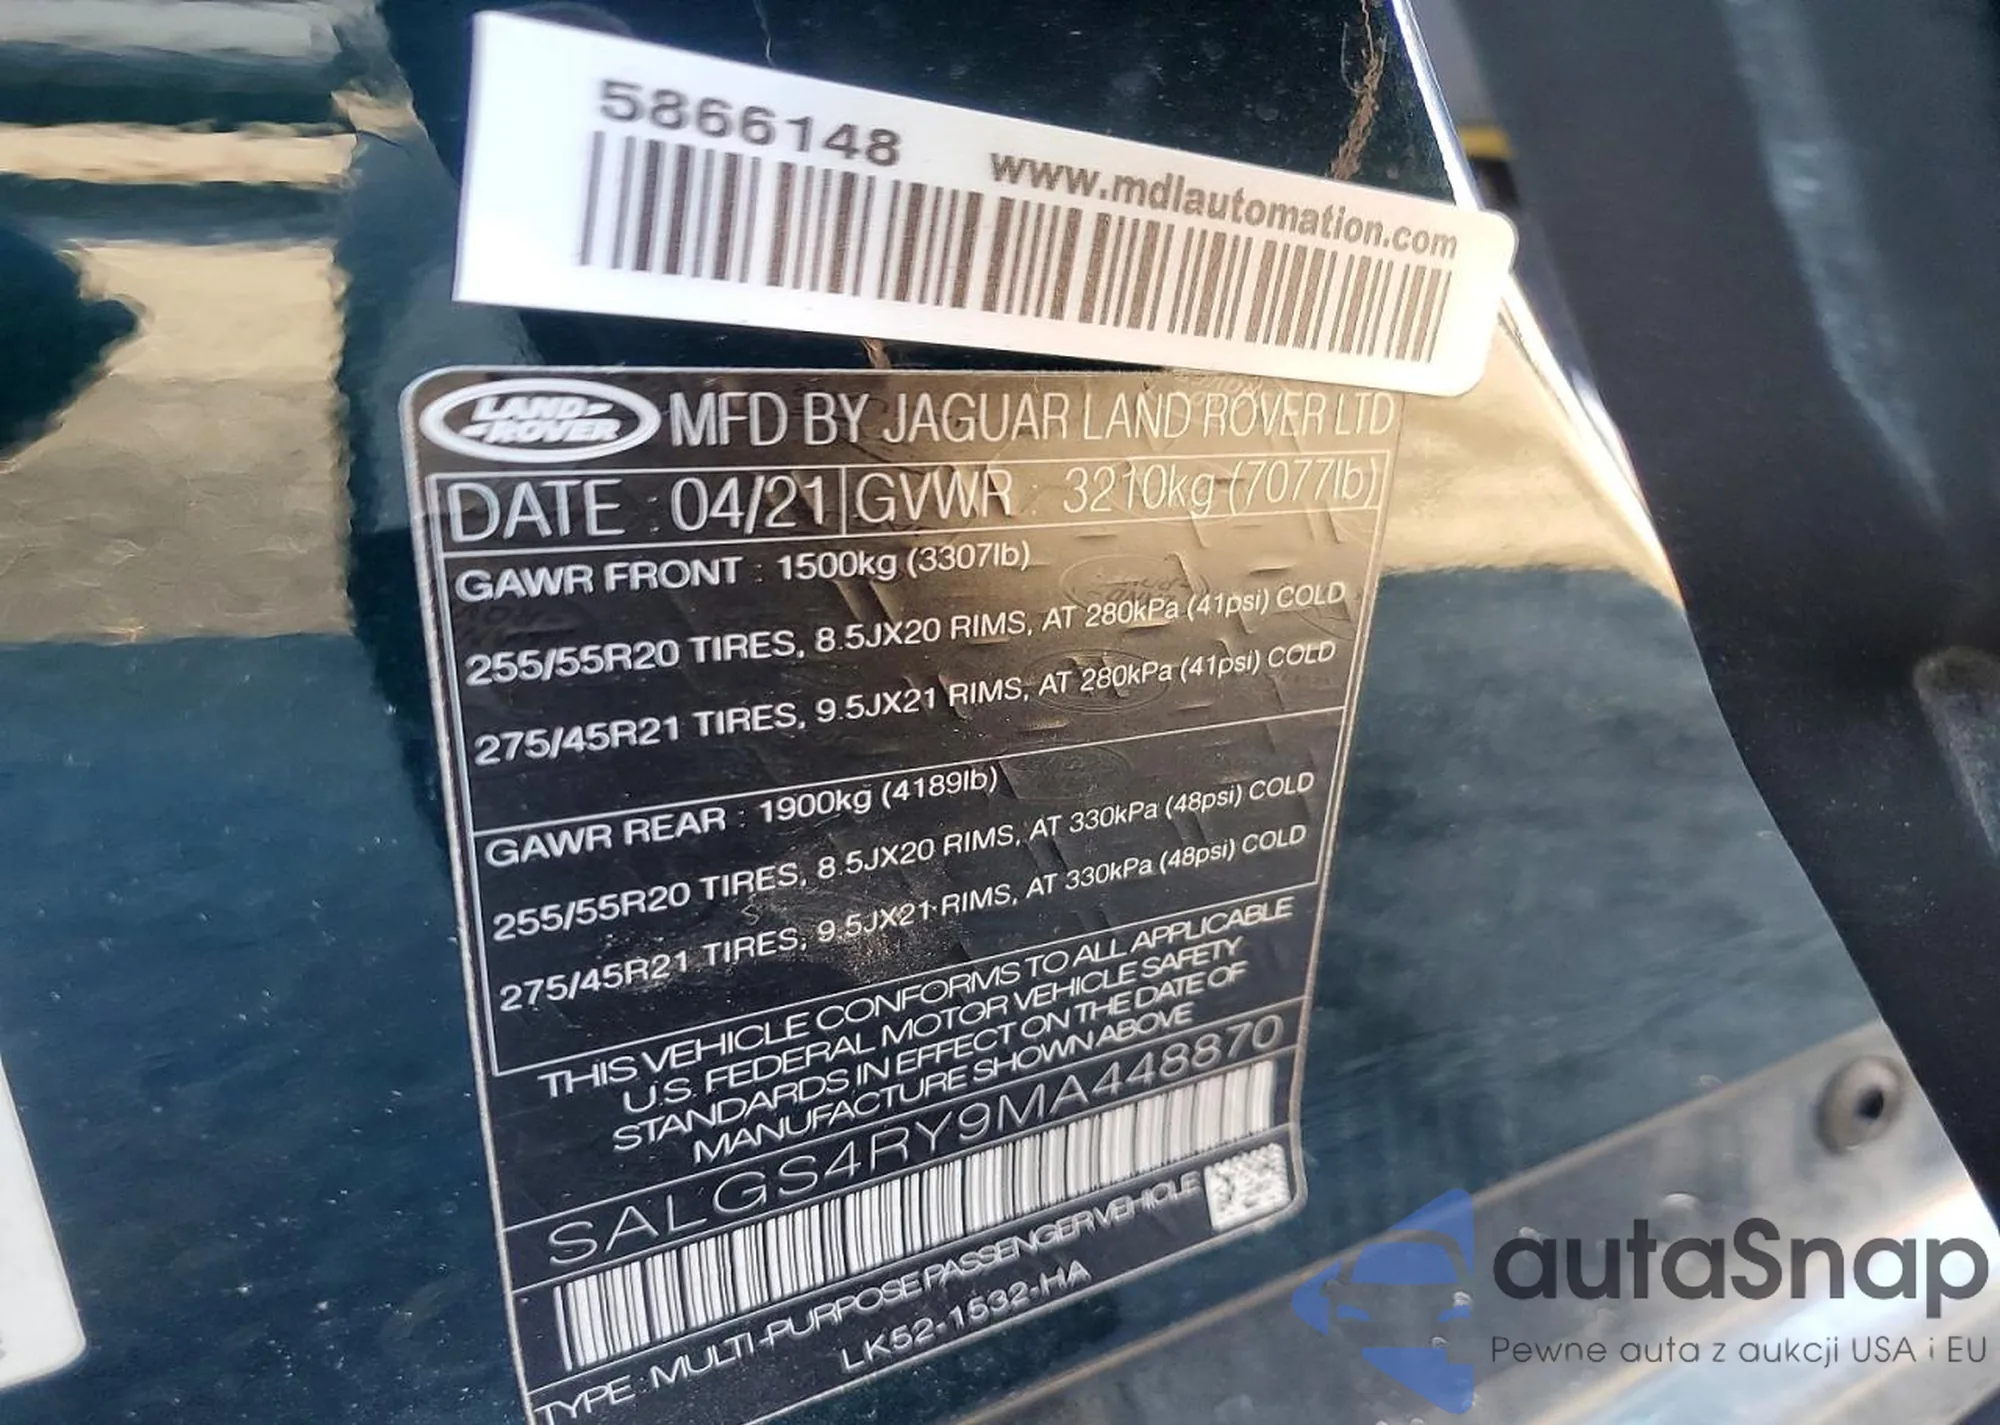 5866148
www.mdlautomation.com
LAND-
-ROVER
MFD BY JAGUAR LAND ROVER LTD
DATE : 04/21 GVWR : 3210kg (7077lb)
GAWR FRONT : 1500kg (3307lb)
255/55R20 TIRES, 8.5JX20 RIMS, AT 280kPa (41psi) COLD
275/45R21 TIRES, 9.5JX21 RIMS, AT 280kPa (41psi) COLD
GAWR REAR : 1900kg (4189lb)
255/55R20 TIRES, 8.5JX20 RIMS, AT 330kPa (48psi) COLD
275/45R21 TIRES, 9.5JX21 RIMS, AT 330kPa (48psi) COLD
THIS VEHICLE CONFORMS TO ALL APPLICABLE
U.S. FEDERAL MOTOR VEHICLE SAFETY
STANDARDS IN EFFECT ON THE DATE OF
MANUFACTURE SHOWN ABOVE
SALGS4RY9MA448870
TYPE : MULTI-PURPOSE PASSENGER VEHICLE
LK52-1532-HA
autaSnap
Pewne auta z aukcji USA i EU